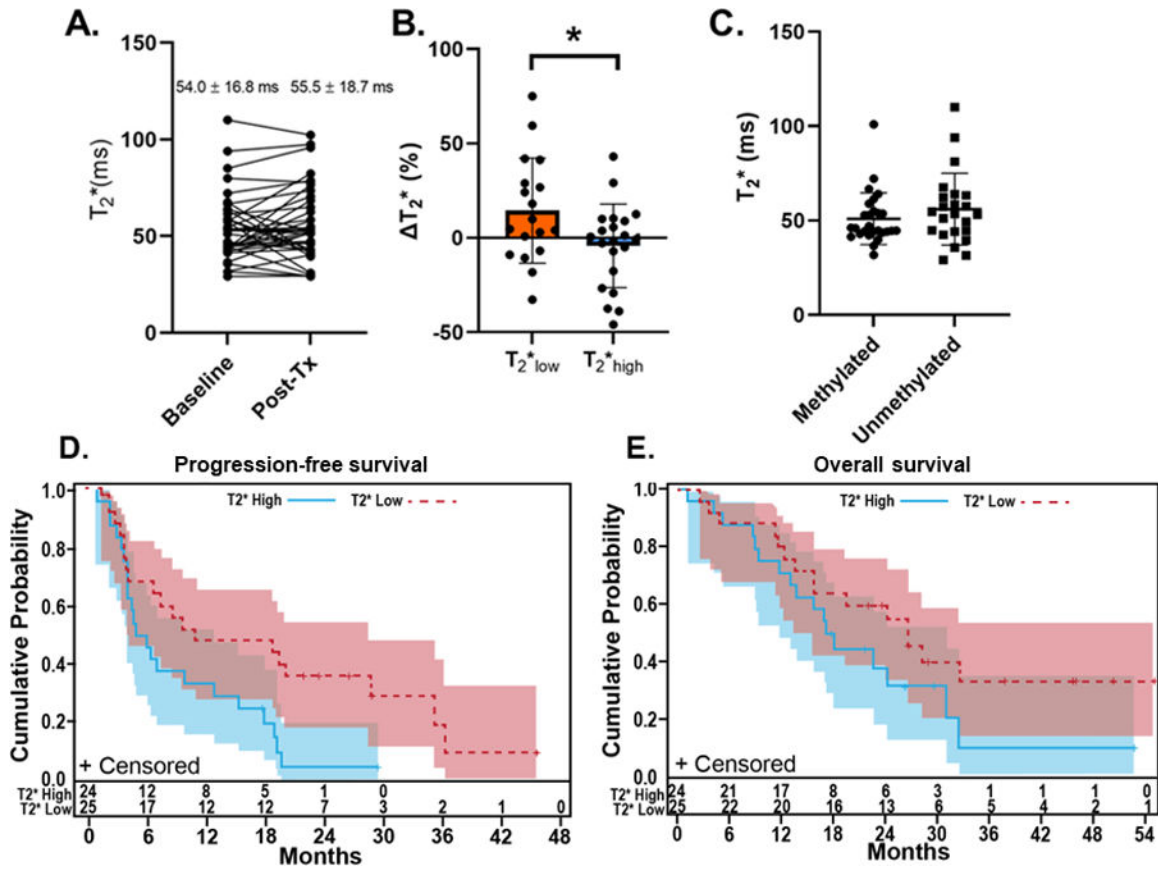 A.
150
100
50
0
T2*(ms)
54.0 ± 16.8 ms 55.5 ± 18.7 ms
Baseline
Post-Tx
B.
*
100
50
0
-50
ΔT2* (%)
T2*low
T2*high
C.
150
100
50
0
T2* (ms)
Methylated
Unmethylated
D.
Progression-free survival
T2* High T2* Low
1.0
0.8
0.6
0.4
0.2
0.0
Cumulative Probability
+ Censored
T2* High 24 12 8 5 1 0
T2* Low 25 17 12 12 7 3 2 1 0
0 6 12 18 24 30 36 42 48
Months
E.
Overall survival
T2* High T2* Low
1.0
0.8
0.6
0.4
0.2
0.0
Cumulative Probability
+ Censored
T2* High 24 21 17 8 6 3 1 1 1 0
T2* Low 25 22 20 16 13 6 5 4 2 1
0 6 12 18 24 30 36 42 48 54
Months